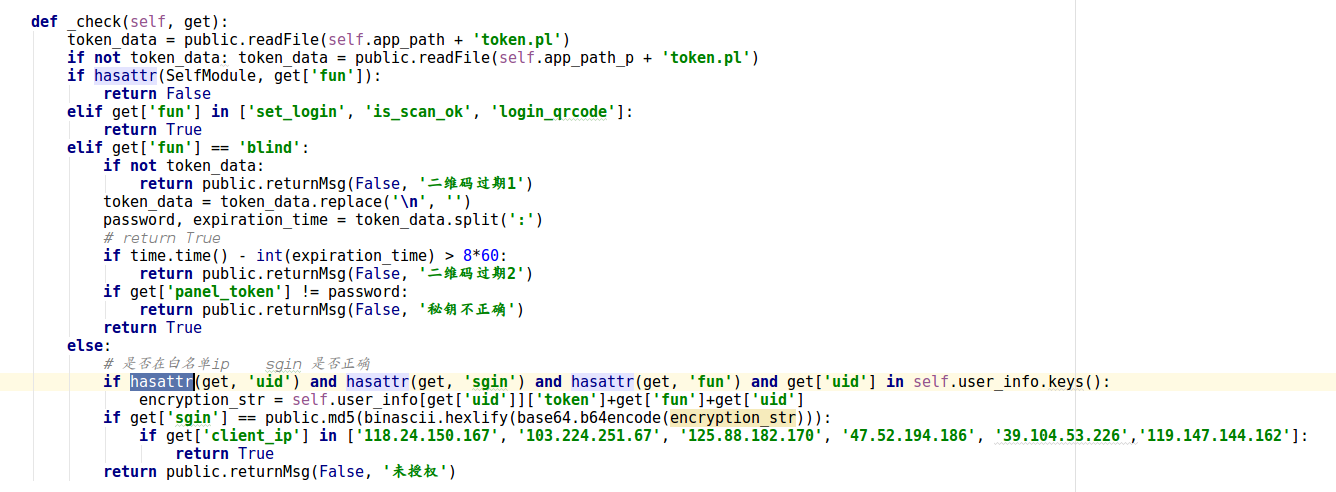 def _check(self, get):
    token_data = public.readFile(self.app_path + 'token.pl')
    if not token_data: token_data = public.readFile(self.app_path_p + 'token.pl')
    if hasattr(SelfModule, get['fun']):
        return False
    elif get['fun'] in ['set_login', 'is_scan_ok', 'login_qrcode']:
        return True
    elif get['fun'] == 'blind':
        if not token_data:
            return public.returnMsg(False, '二维码过期1')
        token_data = token_data.replace('\n', '')
        password, expiration_time = token_data.split(':')
        # return True
        if time.time() - int(expiration_time) > 8*60:
            return public.returnMsg(False, '二维码过期2')
        if get['panel_token'] != password:
            return public.returnMsg(False, '秘钥不正确')
        return True
    else:
        # 是否在白名单ip    sgin 是否正确
        if hasattr(get, 'uid') and hasattr(get, 'sgin') and hasattr(get, 'fun') and get['uid'] in self.user_info.keys():
            encryption_str = self.user_info[get['uid']]['token']+get['fun']+get['uid']
        if get['sgin'] == public.md5(binascii.hexlify(base64.b64encode(encryption_str))):
            if get['client_ip'] in ['118.24.150.167', '103.224.251.67', '125.88.182.170', '47.52.194.186', '39.104.53.226','119.147.144.162']:
                return True
        return public.returnMsg(False, '未授权')